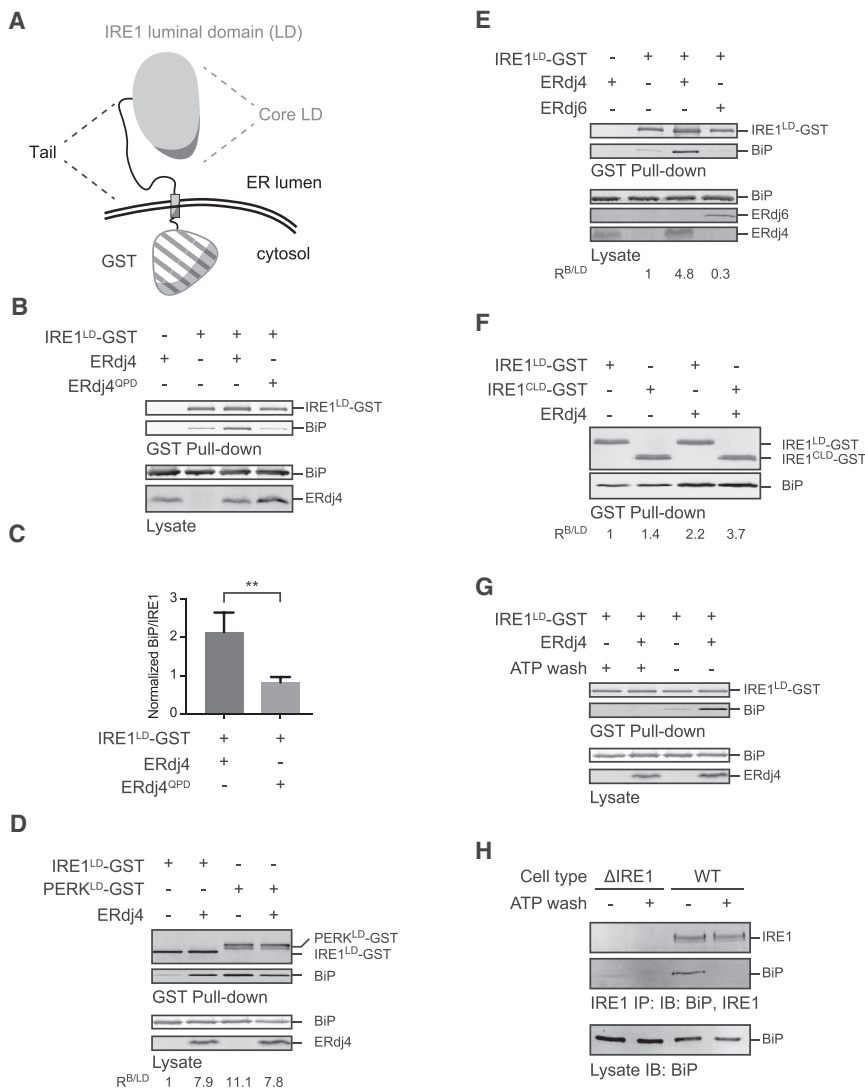 A
IRE1 luminal domain (LD)
Core LD
Tail
ER lumen
cytosol
GST
B
IRE1LD-GST - + + +
ERdj4 + - + -
ERdj4QPD - - - +
IRE1LD-GST
BiP
GST Pull-down
BiP
ERdj4
Lysate
C
Normalized BiP/IRE1
3
2
1
0
**
IRE1LD-GST + +
ERdj4 + -
ERdj4QPD - +
D
IRE1LD-GST + + - -
PERKLD-GST - - + +
ERdj4 - + - +
PERKLD-GST
IRE1LD-GST
BiP
GST Pull-down
BiP
ERdj4
Lysate
RB/LD 1 7.9 11.1 7.8
E
IRE1LD-GST - + + +
ERdj4 + - + -
ERdj6 - - - +
IRE1LD-GST
BiP
GST Pull-down
BiP
ERdj6
ERdj4
Lysate
RB/LD 1 4.8 0.3
F
IRE1LD-GST + - + -
IRE1CLD-GST - + - +
ERdj4 - - + +
IRE1LD-GST
IRE1CLD-GST
BiP
GST Pull-down
RB/LD 1 1.4 2.2 3.7
G
IRE1LD-GST + + + +
ERdj4 - + - +
ATP wash + + - -
IRE1LD-GST
BiP
GST Pull-down
BiP
ERdj4
Lysate
H
Cell type ΔIRE1 WT
ATP wash - + - +
IRE1
BiP
IRE1 IP: IB: BiP, IRE1
BiP
Lysate IB: BiP